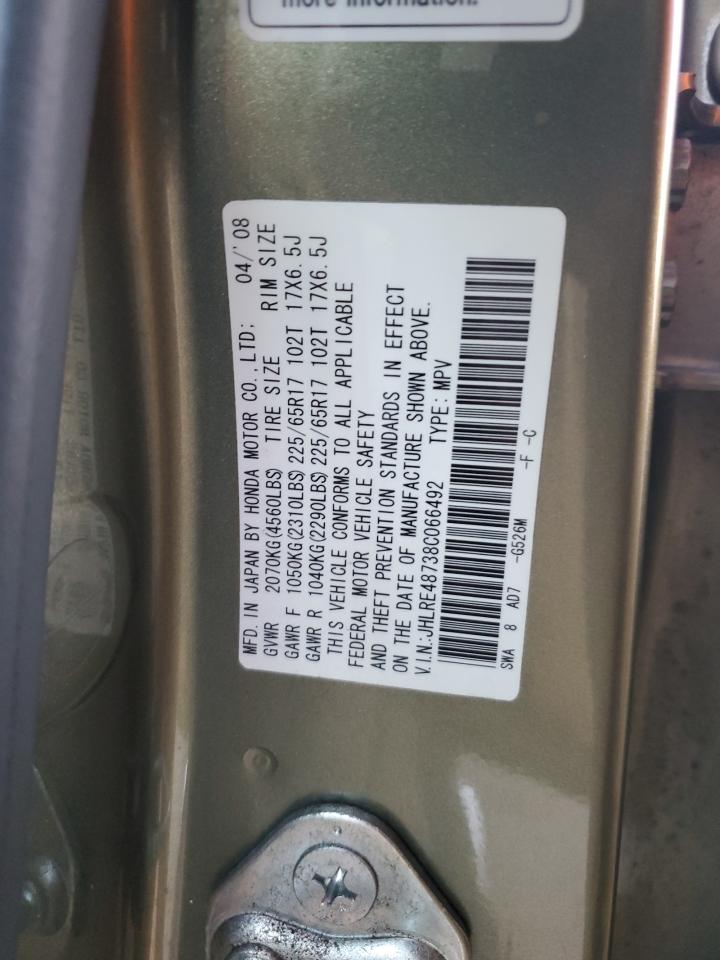 more information.
MFD. IN JAPAN BY HONDA MOTOR CO.,LTD; 04/'08
GVWR 2070KG(4560LBS) TIRE SIZE RIM SIZE
GAWR F 1050KG(2310LBS) 225/65R17 102T 17X6.5J
GAWR R 1040KG(2290LBS) 225/65R17 102T 17X6.5J
THIS VEHICLE CONFORMS TO ALL APPLICABLE
FEDERAL MOTOR VEHICLE SAFETY
AND THEFT PREVENTION STANDARDS IN EFFECT
ON THE DATE OF MANUFACTURE SHOWN ABOVE.
V.I.N:JHLRE48738C066492 TYPE: MPV
SWA 8 AD7 -G526M -F -C